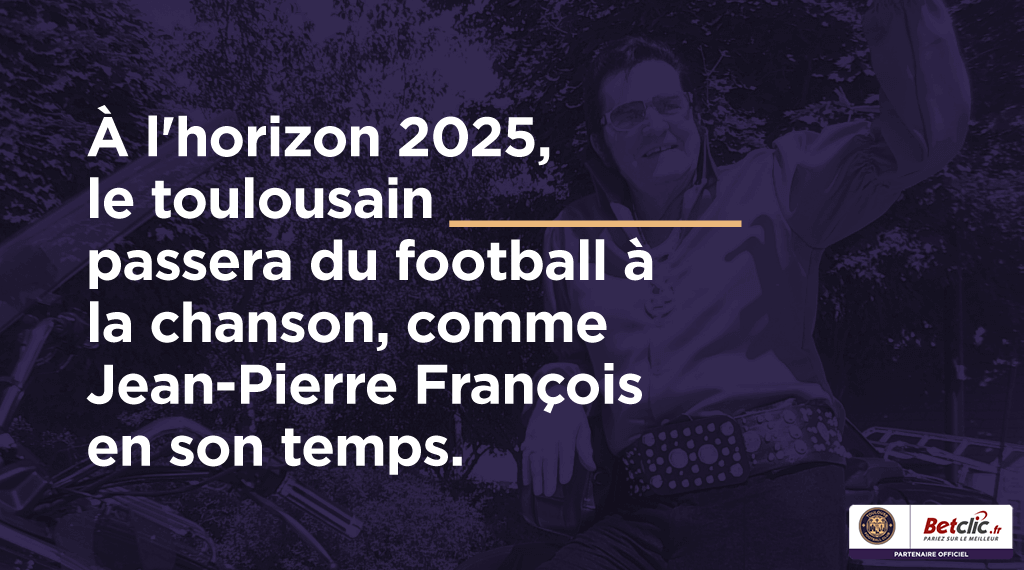 À l'horizon 2025,
le toulousain
passera du football à
la chanson, comme
Jean-Pierre François
en son temps.
Betclic.fr
PARIEZ SUR LE MEILLEUR
PARTENAIRE OFFICIEL